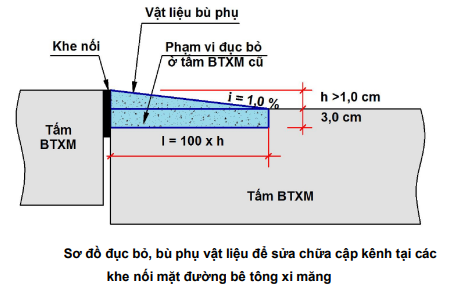 Vật liệu bù phụ
Khe nối
Phạm vi đục bỏ
ở tấm BTXM cũ
i = 1,0 %
h >1,0 cm
3,0 cm
Tấm
BTXM
l = 100 x h
Tấm BTXM
Sơ đồ đục bỏ, bù phụ vật liệu để sửa chữa cập kênh tại các
khe nối mặt đường bê tông xi măng